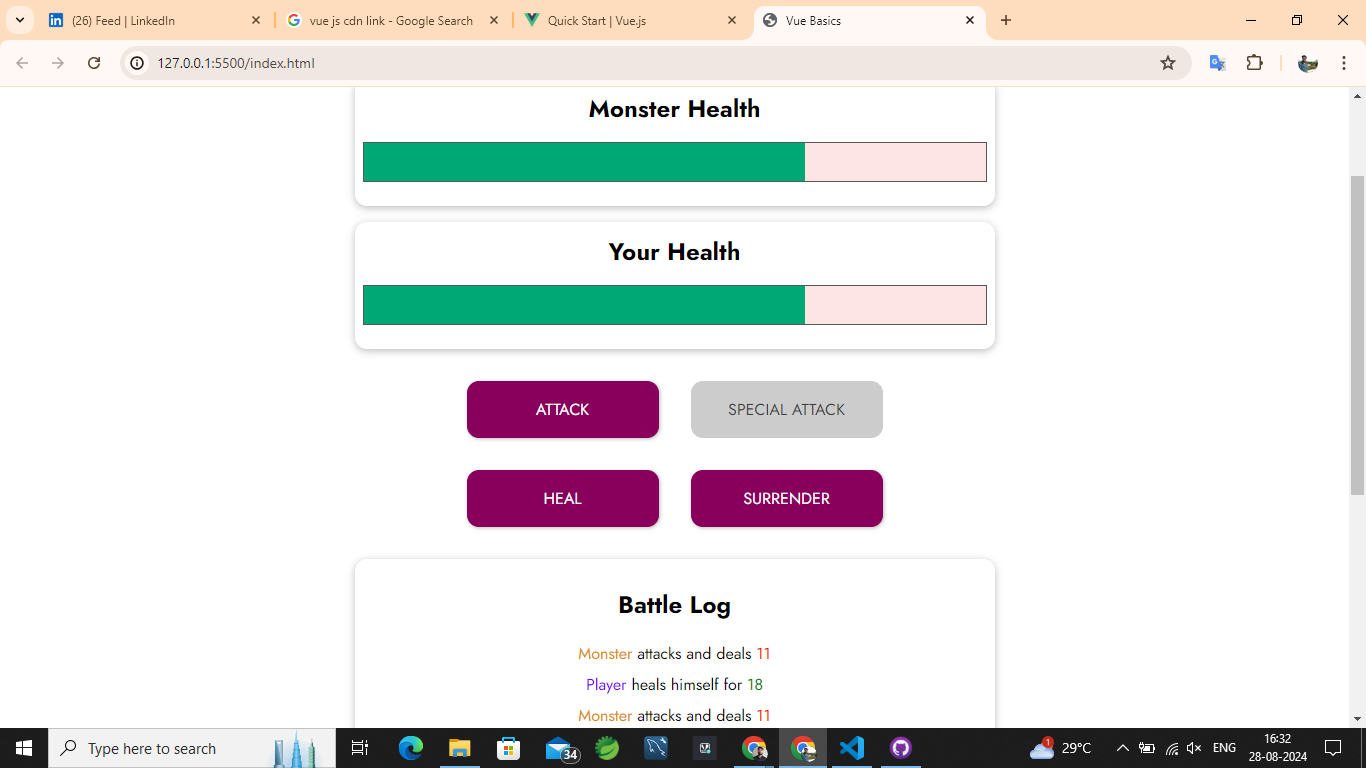 (26) Feed | LinkedIn
vue js cdn link - Google Search
Quick Start | Vue.js
Vue Basics
127.0.0.1:5500/index.html
Monster Health
Your Health
ATTACK
SPECIAL ATTACK
HEAL
SURRENDER
Battle Log
Monster attacks and deals 11
Player heals himself for 18
Monster attacks and deals 11
Type here to search
34
1
29°C
ENG
16:32
28-08-2024